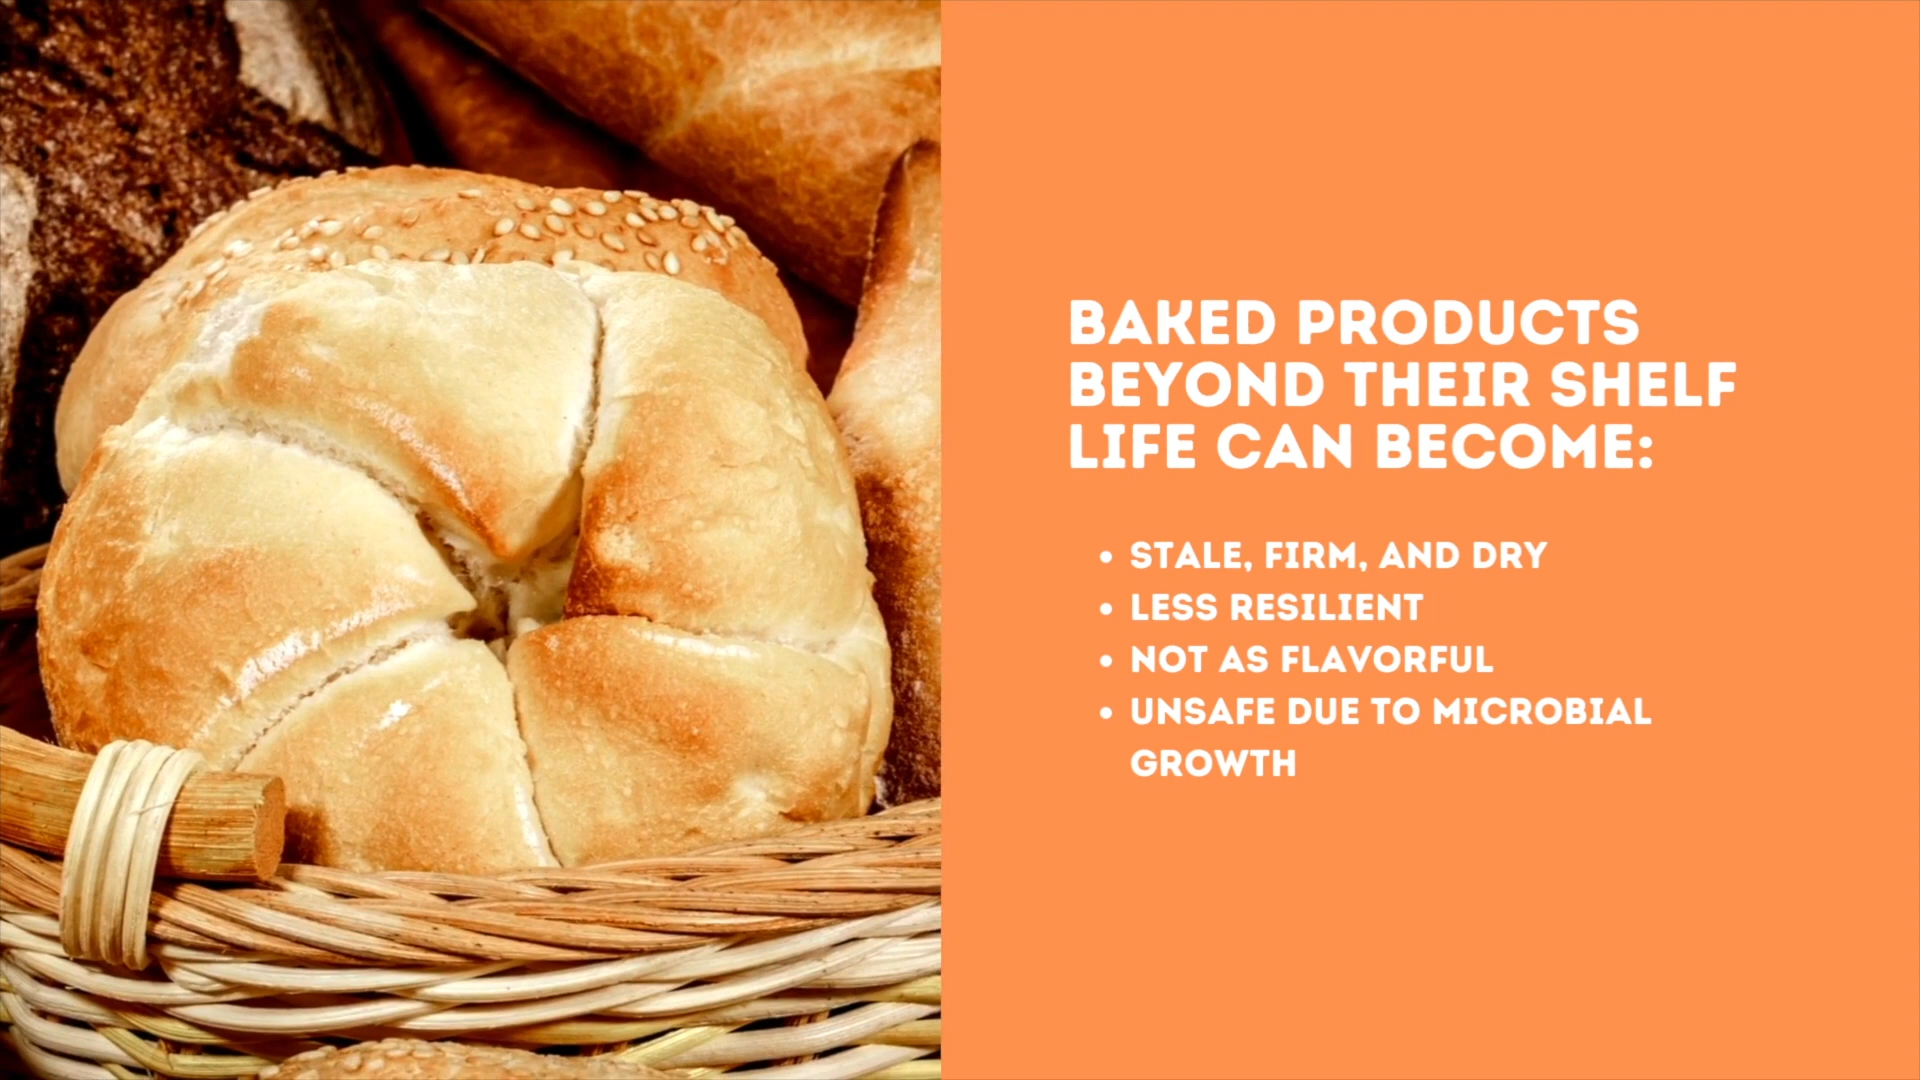 BAKED PRODUCTS
BEYOND THEIR SHELF
LIFE CAN BECOME:
• STALE, FIRM, AND DRY
• LESS RESILIENT
• NOT AS FLAVORFUL
• UNSAFE DUE TO MICROBIAL
GROWTH